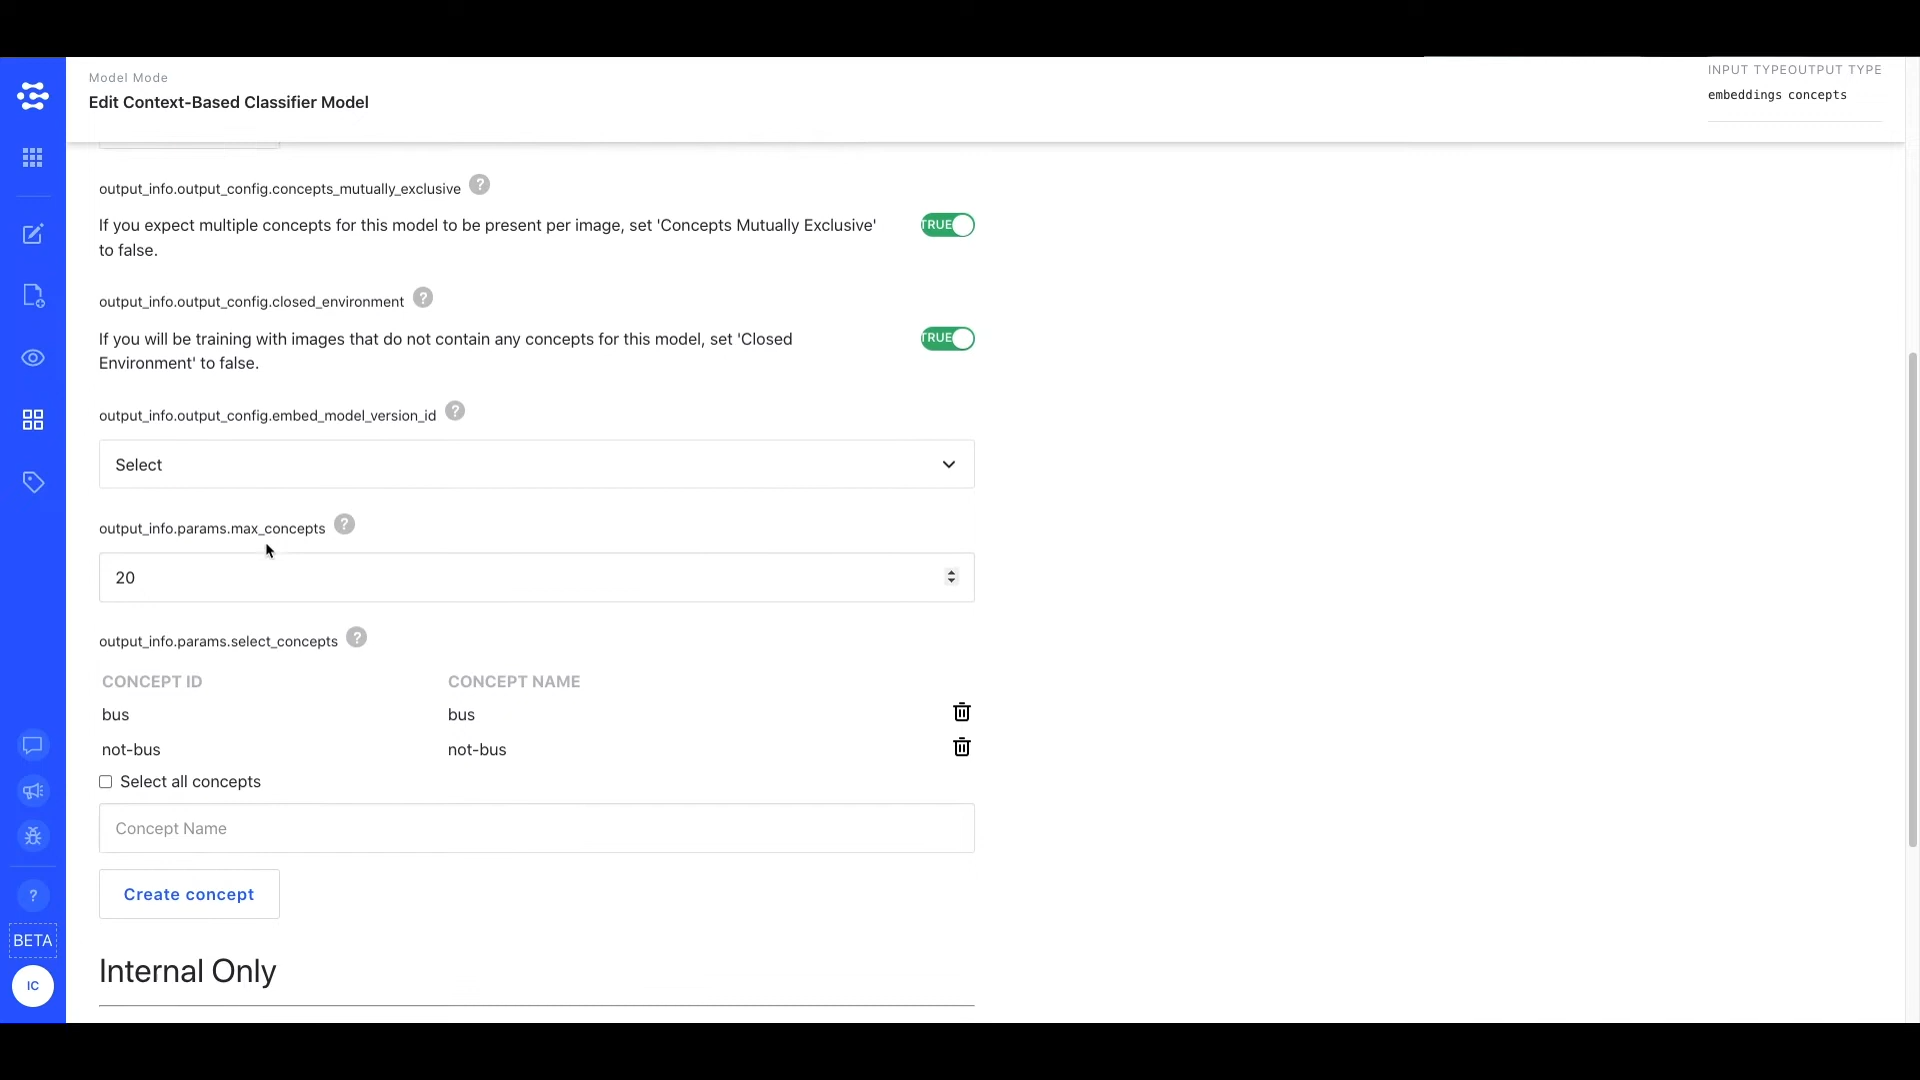 Model Mode
Edit Context-Based Classifier Model
INPUT TYPE OUTPUT TYPE
embeddings concepts
output_info.output_config.concepts_mutually_exclusive ?
If you expect multiple concepts for this model to be present per image, set 'Concepts Mutually Exclusive'
to false.
TRUE
output_info.output_config.closed_environment ?
If you will be training with images that do not contain any concepts for this model, set 'Closed
Environment' to false.
TRUE
output_info.output_config.embed_model_version_id ?
Select
output_info.params.max_concepts ?
20
output_info.params.select_concepts ?
CONCEPT ID CONCEPT NAME
bus bus
not-bus not-bus
Select all concepts
Concept Name
Create concept
Internal Only
?
BETA
IC